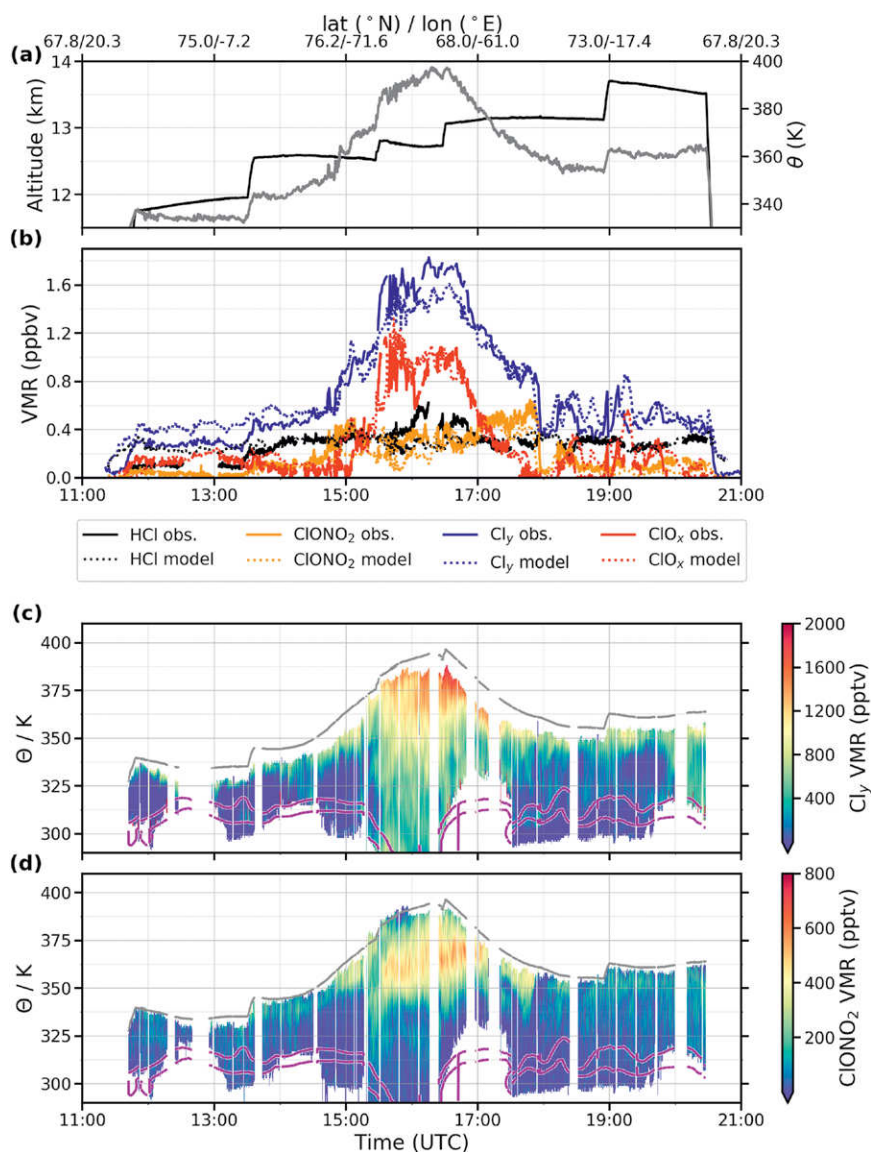 lat (°N) / lon (°E)
67.8/20.3 75.0/-7.2 76.2/-71.6 68.0/-61.0 73.0/-17.4 67.8/20.3
(a)
14
13
12
Altitude (km)
400
380
360
340
θ (K)
(b)
1.6
1.2
0.8
0.4
0.0
VMR (ppbv)
11:00 13:00 15:00 17:00 19:00 21:00
HCl obs. ClONO₂ obs. Clᵧ obs. ClOₓ obs.
HCl model ClONO₂ model Clᵧ model ClOₓ model
(c)
400
375
350
325
300
Θ / K
2000
1600
1200
800
400
Clᵧ VMR (pptv)
(d)
400
375
350
325
300
Θ / K
800
600
400
200
ClONO₂ VMR (pptv)
11:00 13:00 15:00 17:00 19:00 21:00
Time (UTC)